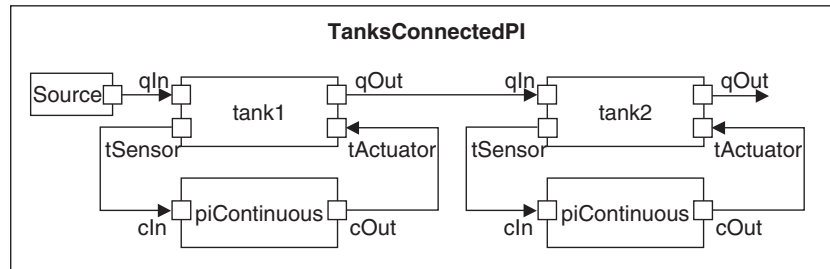 TanksConnectedPI
qIn
qOut
qIn
qOut
Source
tank1
tank2
tSensor
tActuator
tSensor
tActuator
piContinuous
piContinuous
cIn
cOut
cIn
cOut